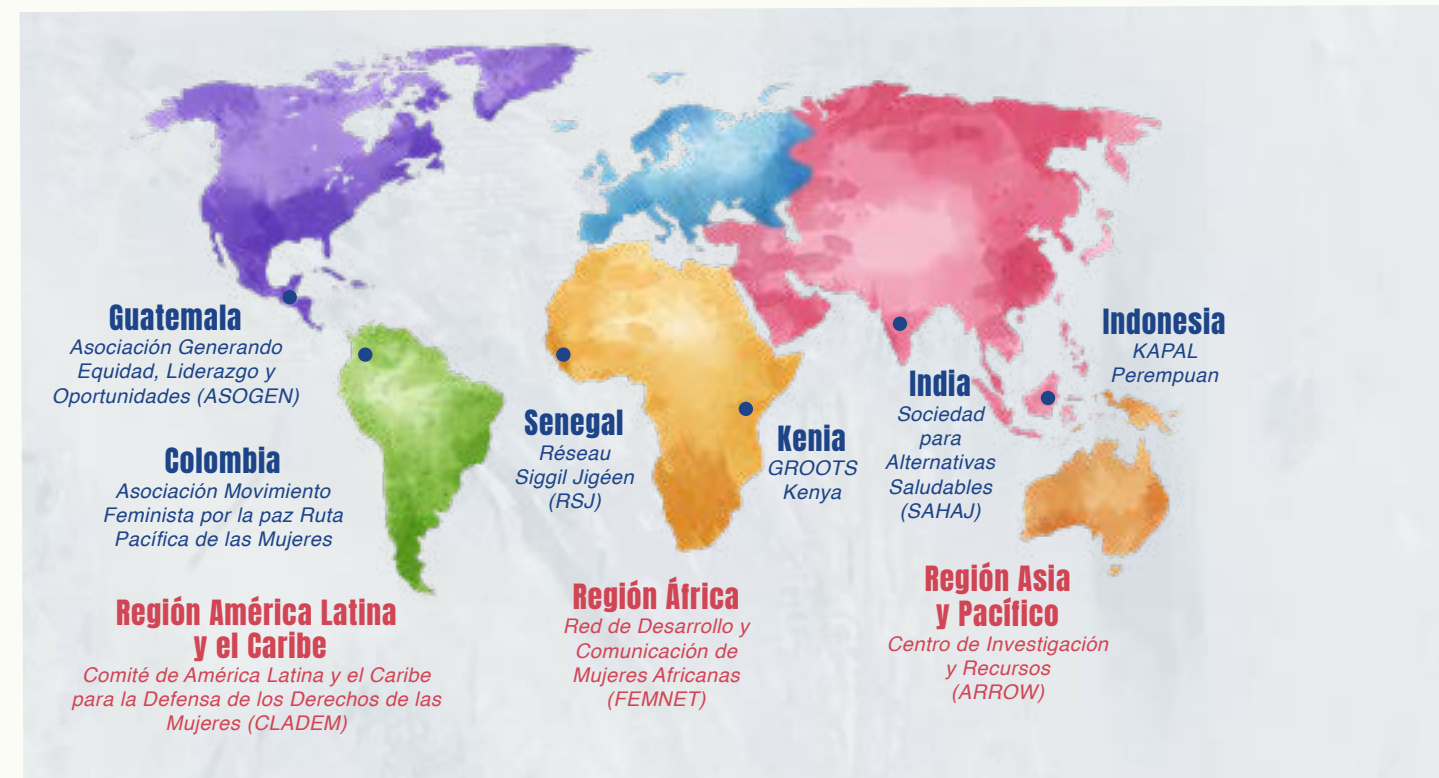 Guatemala
Asociación Generando
Equidad, Liderazgo y
Oportunidades (ASOGEN)
Colombia
Asociación Movimiento
Feminista por la paz Ruta
Pacífica de las Mujeres
Senegal
Réseau
Siggil Jigéen
(RSJ)
Kenia
GROOTS
Kenya
India
Sociedad
para
Alternativas
Saludables
(SAHAJ)
Indonesia
KAPAL
Perempuan
Región América Latina
y el Caribe
Comité de América Latina y el Caribe
para la Defensa de los Derechos de las
Mujeres (CLADEM)
Región África
Red de Desarrollo y
Comunicación de
Mujeres Africanas
(FEMNET)
Región Asia
y Pacífico
Centro de Investigación
y Recursos
(ARROW)